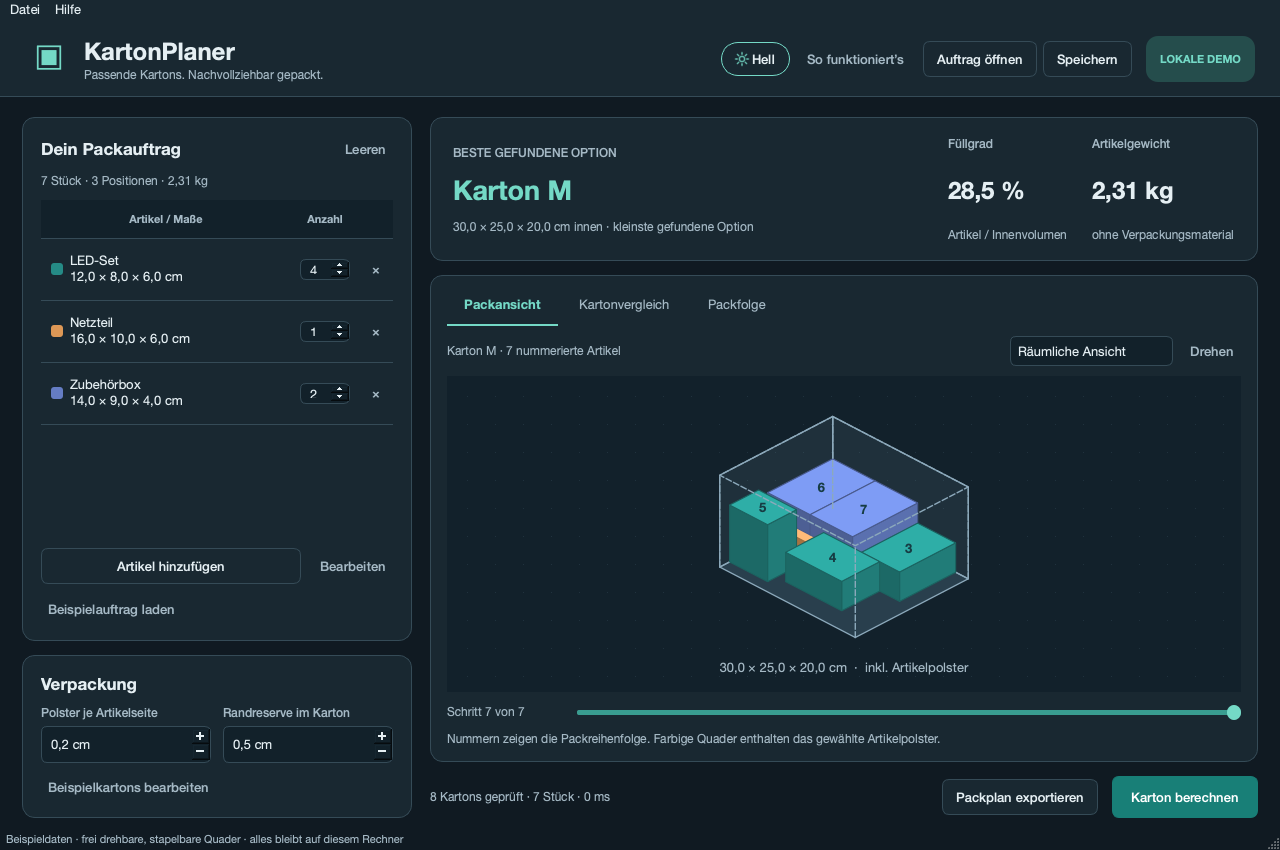 Datei Hilfe
KartonPlaner
Passende Kartons. Nachvollziehbar gepackt.
Hell
So funktioniert's
Auftrag öffnen
Speichern
LOKALE DEMO
Dein Packauftrag
Leeren
7 Stück · 3 Positionen · 2,31 kg
Artikel / Maße Anzahl
LED-Set
12,0 × 8,0 × 6,0 cm
4 ×
Netzteil
16,0 × 10,0 × 6,0 cm
1 ×
Zubehörbox
14,0 × 9,0 × 4,0 cm
2 ×
Artikel hinzufügen
Bearbeiten
Beispielauftrag laden
Verpackung
Polster je Artikelseite
Randreserve im Karton
0,2 cm + −
0,5 cm + −
Beispielkartons bearbeiten
BESTE GEFUNDENE OPTION
Karton M
30,0 × 25,0 × 20,0 cm innen · kleinste gefundene Option
Füllgrad
28,5 %
Artikel / Innenvolumen
Artikelgewicht
2,31 kg
ohne Verpackungsmaterial
Packansicht
Kartonvergleich
Packfolge
Karton M · 7 nummerierte Artikel
Räumliche Ansicht
Drehen
6
5
7
4
3
30,0 × 25,0 × 20,0 cm · inkl. Artikelpolster
Schritt 7 von 7
Nummern zeigen die Packreihenfolge. Farbige Quader enthalten das gewählte Artikelpolster.
8 Kartons geprüft · 7 Stück · 0 ms
Packplan exportieren
Karton berechnen
Beispieldaten · frei drehbare, stapelbare Quader · alles bleibt auf diesem Rechner